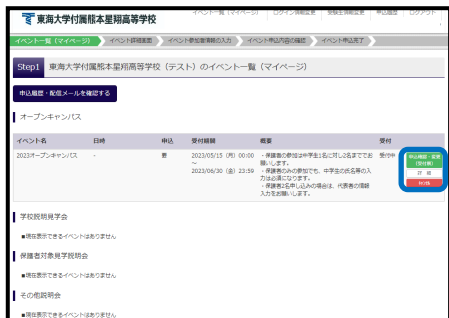 イベント一覧（マイページ） ログイン情報変更 受験生情報変更 申込履歴 ログアウト
東海大学付属熊本星翔高等学校
イベント一覧（マイページ） イベント詳細画面 イベント参加者情報の入力 イベント申込内容の確認 イベント申込完了
Step1 東海大学付属熊本星翔高等学校（テスト）のイベント一覧（マイページ）
申込履歴・配信メールを確認する
オープンキャンパス
イベント名 日時 申込 受付期間 概要 受付
2023オープンキャンパス - 要 2023/05/15（月）00:00 ・保護者の参加は中学生1名に対し2名まででお 受付中 申込確認・変更
～ 願いします。 （受付票）
2023/06/30（金）23:59 ・保護者のみの参加でも、中学生の氏名等の入 詳細
力は必須になります。
・保護者2名申し込みの場合は、代表者の情報
入力をお願いします。
学校説明見学会
■現在表示できるイベントはありません
保護者対象見学説明会
■現在表示できるイベントはありません
その他説明会
■現在表示できるイベントはありません